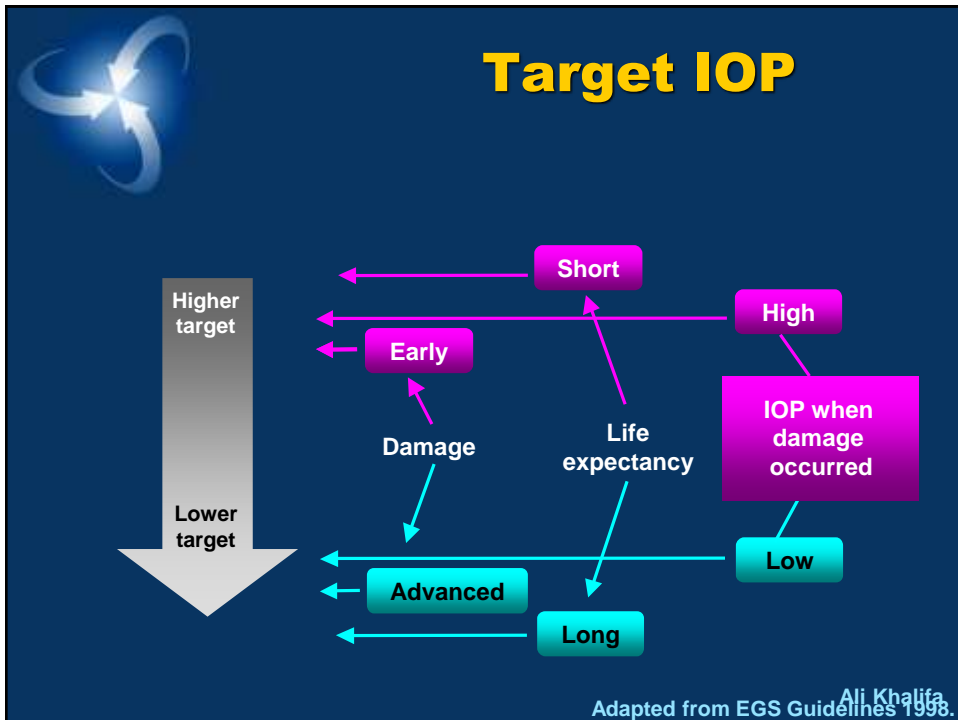 Target IOP
Short
Higher
target
High
Early
IOP when
damage
occurred
Damage
Life
expectancy
Lower
target
Low
Advanced
Long
Ali Khalifa
Adapted from EGS Guidelines 1998.